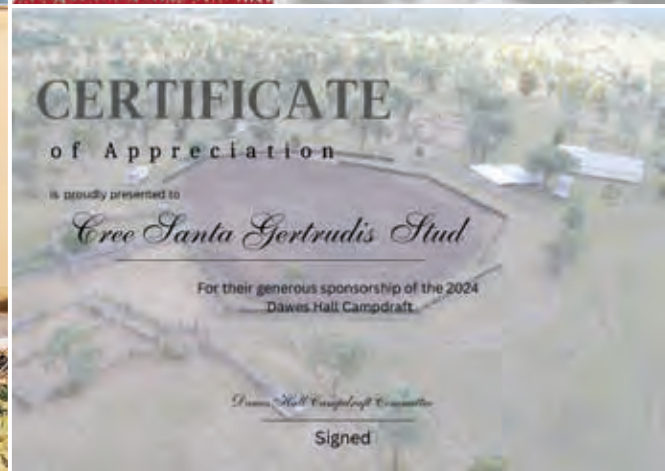 CERTIFICATE
of Appreciation
is proudly presented to
Cree Santa Gertrudis Stud
For their generous sponsorship of the 2024
Dawes Hall Campdraft
Dawes Hall Campdraft Committee
Signed